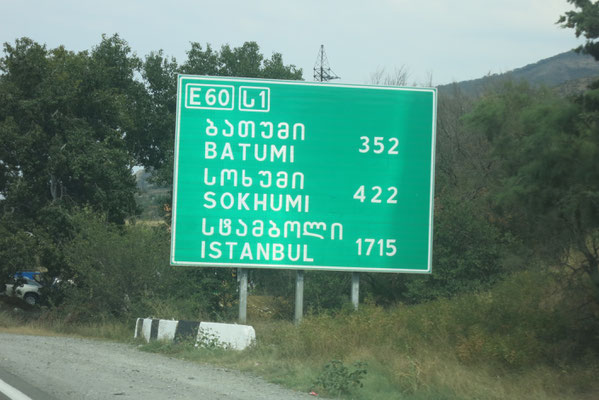 E60 ს1
ბათუმი
BATUMI 352
სოხუმი
SOKHUMI 422
სტამბოლი
ISTANBUL 1715